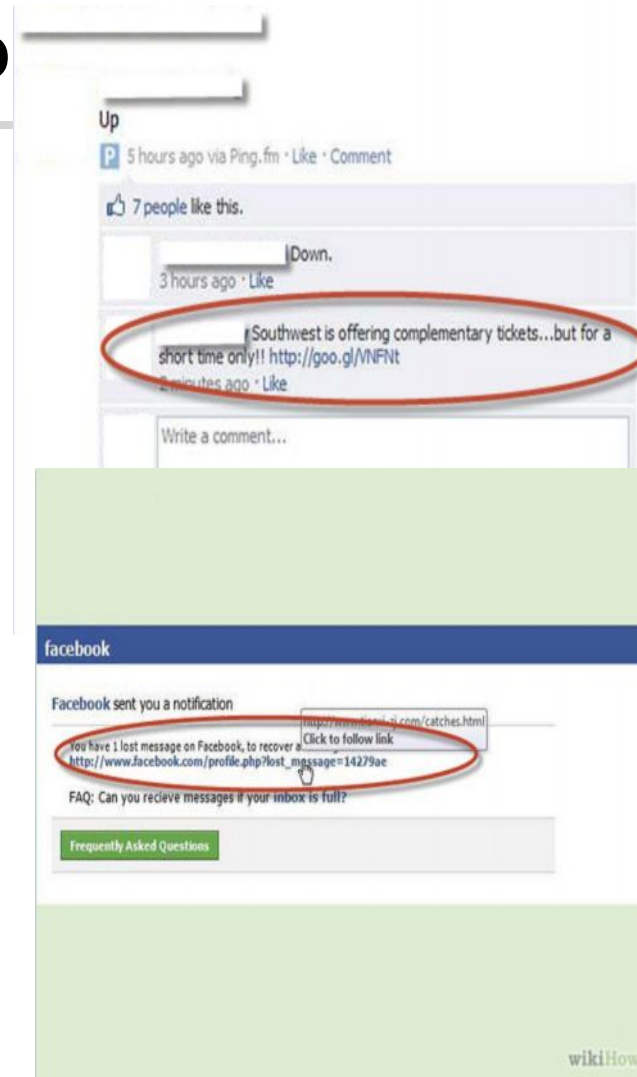 Up
5 hours ago via Ping.fm · Like · Comment
7 people like this.
Down.
3 hours ago · Like
Southwest is offering complementary tickets...but for a
short time only!! http://goo.gl/VNFNt
2 minutes ago · Like
Write a comment...
facebook
Facebook sent you a notification
You have 1 lost message on Facebook, to recover a
Click to follow link
http://www.facebook.com/profile.php?lost_message=14279ae
FAQ: Can you recieve messages if your inbox is full?
Frequently Asked Questions
wikiHow